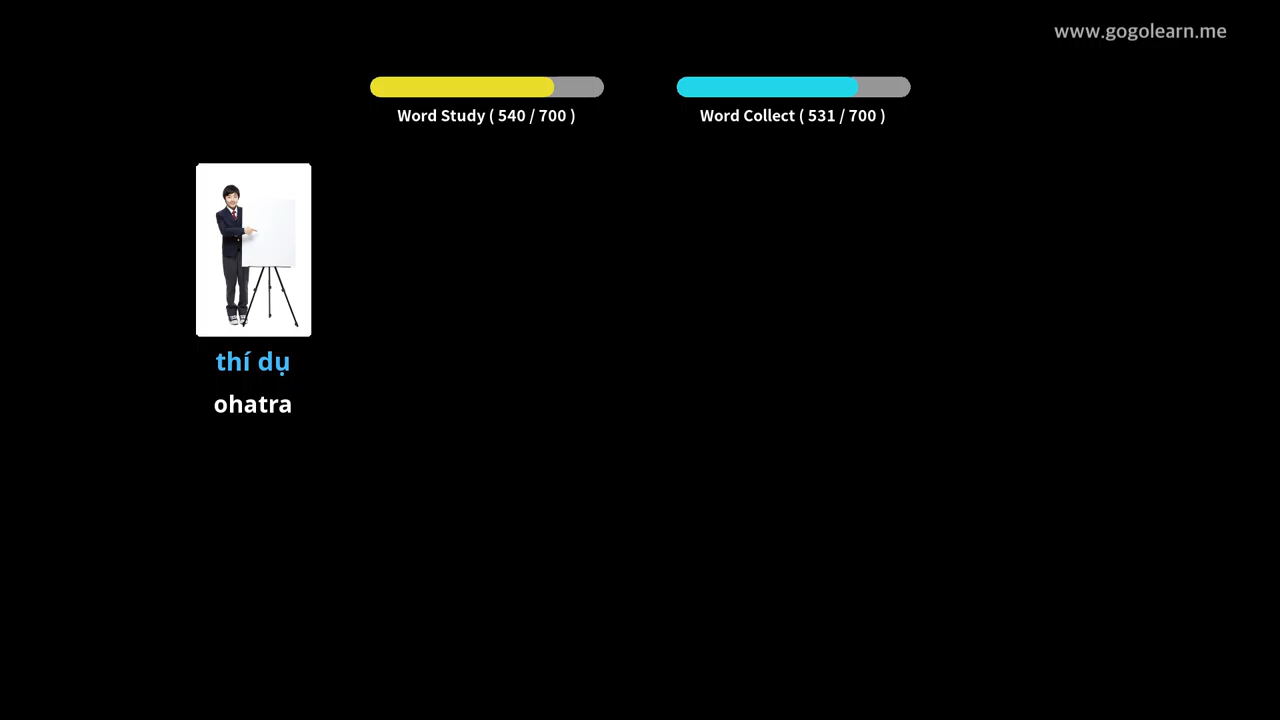 www.gogolearn.me
Word Study ( 540 / 700 )
Word Collect ( 531 / 700 )
thí dụ
ohatra